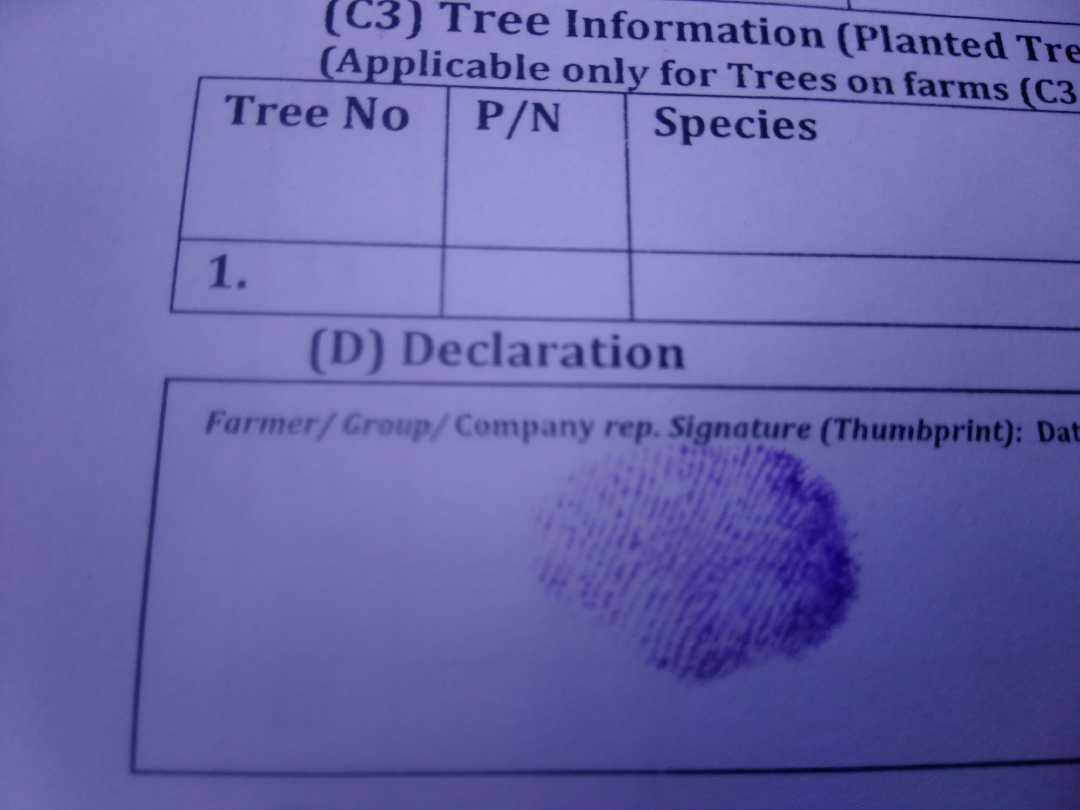 (C3) Tree Information (Planted Tre
(Applicable only for Trees on farms (C3
Tree No P/N Species
1.
(D) Declaration
Farmer/ Group/ Company rep. Signature (Thumbprint): Dat